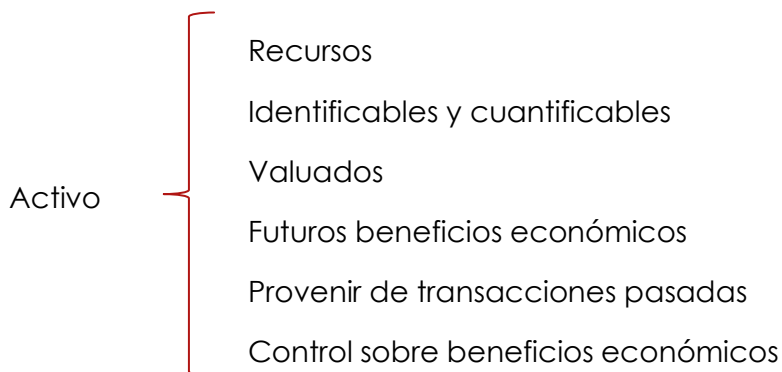 Recursos
Identificables y cuantificables
Valuados
Activo
Futuros beneficios económicos
Provenir de transacciones pasadas
Control sobre beneficios económicos